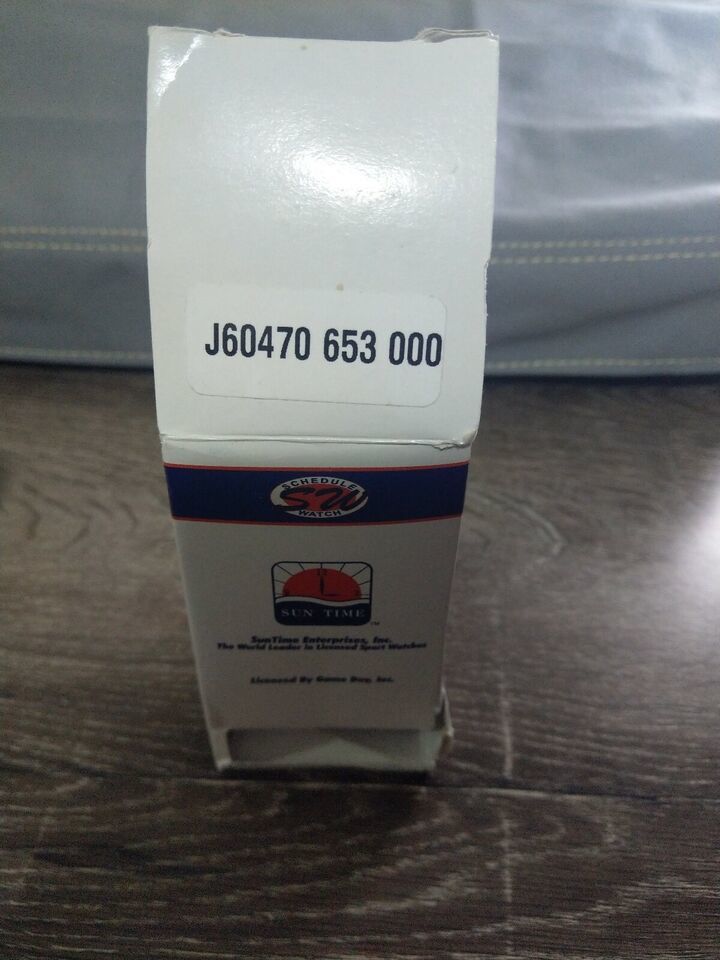 J60470 653 000
SCHEDULE
SW
WATCH
SUN TIME
TM
SunTime Enterprises, Inc.
The World Leader in Licensed Sport Watches
Licensed By Game Day, Inc.